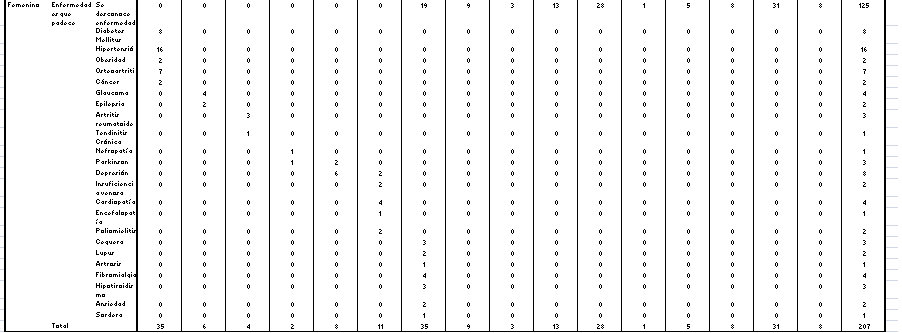 Femenino Enfermedad es que padece Se desconoce enfermedad 0 0 0 0 0 0 19 9 3 13 28 1 5 8 31 8 125
Diabetes Mellitus 8 0 0 0 0 0 0 0 0 0 0 0 0 0 0 0 8
Hipertensió 16 0 0 0 0 0 0 0 0 0 0 0 0 0 0 0 16
Obesidad 2 0 0 0 0 0 0 0 0 0 0 0 0 0 0 0 2
Osteoartriti 7 0 0 0 0 0 0 0 0 0 0 0 0 0 0 0 7
Cáncer 2 0 0 0 0 0 0 0 0 0 0 0 0 0 0 0 2
Glaucoma 0 4 0 0 0 0 0 0 0 0 0 0 0 0 0 0 4
Epilepsia 0 2 0 0 0 0 0 0 0 0 0 0 0 0 0 0 2
Artritis reumatoide 0 0 3 0 0 0 0 0 0 0 0 0 0 0 0 0 3
Tendinitis Crónica 0 0 1 0 0 0 0 0 0 0 0 0 0 0 0 0 1
Nefropatía 0 0 0 1 0 0 0 0 0 0 0 0 0 0 0 0 1
Parkinson 0 0 0 1 2 0 0 0 0 0 0 0 0 0 0 0 3
Depresión 0 0 0 0 6 2 0 0 0 0 0 0 0 0 0 0 8
Insuficienci a venosa 0 0 0 0 0 2 0 0 0 0 0 0 0 0 0 0 2
Cardiopatía 0 0 0 0 0 4 0 0 0 0 0 0 0 0 0 0 4
Encefalopat ía 0 0 0 0 0 1 0 0 0 0 0 0 0 0 0 0 1
Poliomielitis 0 0 0 0 0 2 0 0 0 0 0 0 0 0 0 0 2
Ceguera 0 0 0 0 0 0 3 0 0 0 0 0 0 0 0 0 3
Lupus 0 0 0 0 0 0 2 0 0 0 0 0 0 0 0 0 2
Artrosis 0 0 0 0 0 0 1 0 0 0 0 0 0 0 0 0 1
Fibromialgia 0 0 0 0 0 0 4 0 0 0 0 0 0 0 0 0 4
Hipotiroidis mo 0 0 0 0 0 0 3 0 0 0 0 0 0 0 0 0 3
Ansiedad 0 0 0 0 0 0 2 0 0 0 0 0 0 0 0 0 2
Sordera 0 0 0 0 0 0 1 0 0 0 0 0 0 0 0 0 1
Total 35 6 4 2 8 11 35 9 3 13 28 1 5 8 31 8 207